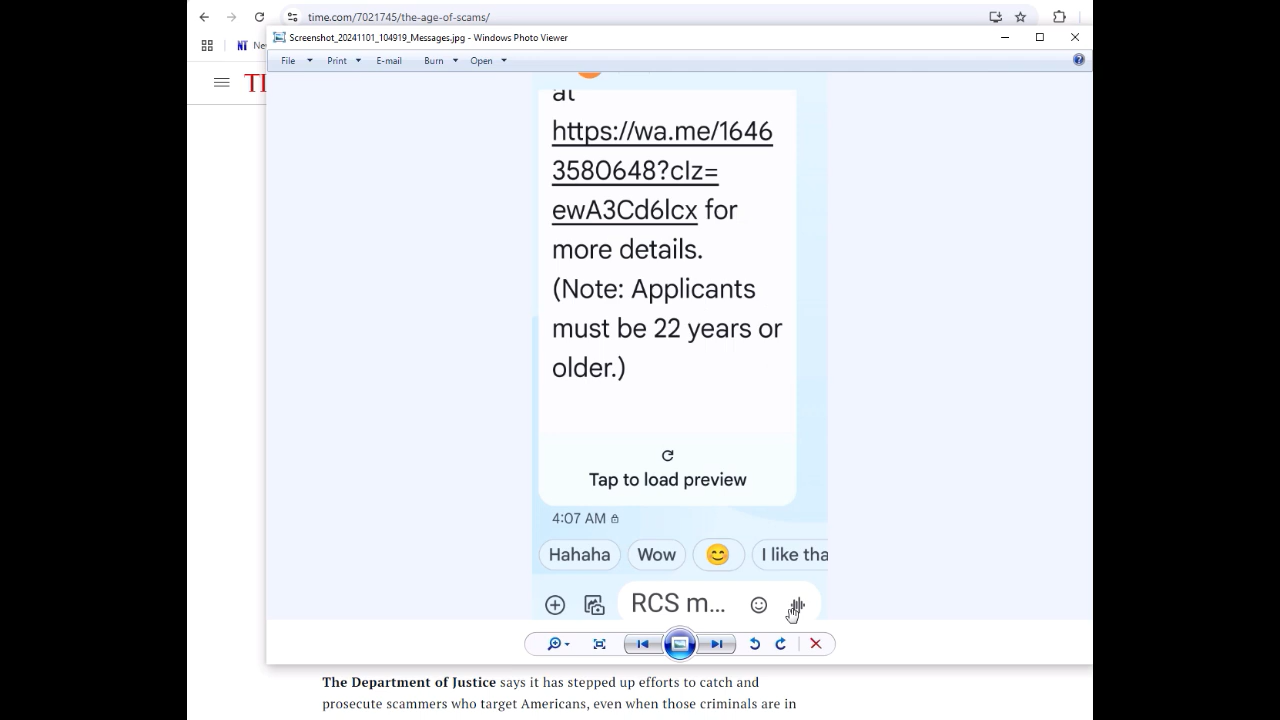 time.com/7021745/the-age-of-scams/
Screenshot_20241101_104919_Messages.jpg - Windows Photo Viewer
NT Ne
File Print E-mail Burn Open
TI
at
https://wa.me/1646
3580648?clz=
ewA3Cd6lcx for
more details.
(Note: Applicants
must be 22 years or
older.)
Tap to load preview
4:07 AM
Hahaha Wow 😊 I like tha
RCS m...
The Department of Justice says it has stepped up efforts to catch and
prosecute scammers who target Americans, even when those criminals are in